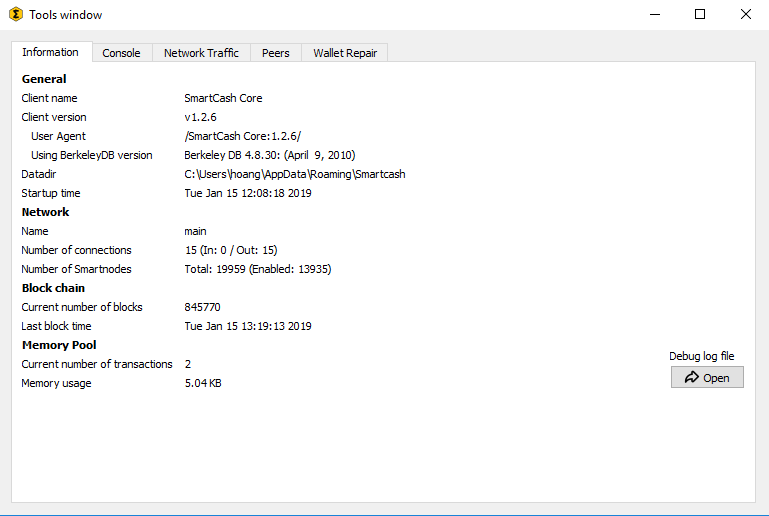 Tools window
Information Console Network Traffic Peers Wallet Repair
General
Client name SmartCash Core
Client version v1.2.6
User Agent /SmartCash Core:1.2.6/
Using BerkeleyDB version Berkeley DB 4.8.30: (April 9, 2010)
Datadir C:\Users\hoang\AppData\Roaming\Smartcash
Startup time Tue Jan 15 12:08:18 2019
Network
Name main
Number of connections 15 (In: 0 / Out: 15)
Number of Smartnodes Total: 19959 (Enabled: 13935)
Block chain
Current number of blocks 845770
Last block time Tue Jan 15 13:19:13 2019
Memory Pool
Current number of transactions 2
Memory usage 5.04 KB
Debug log file
Open